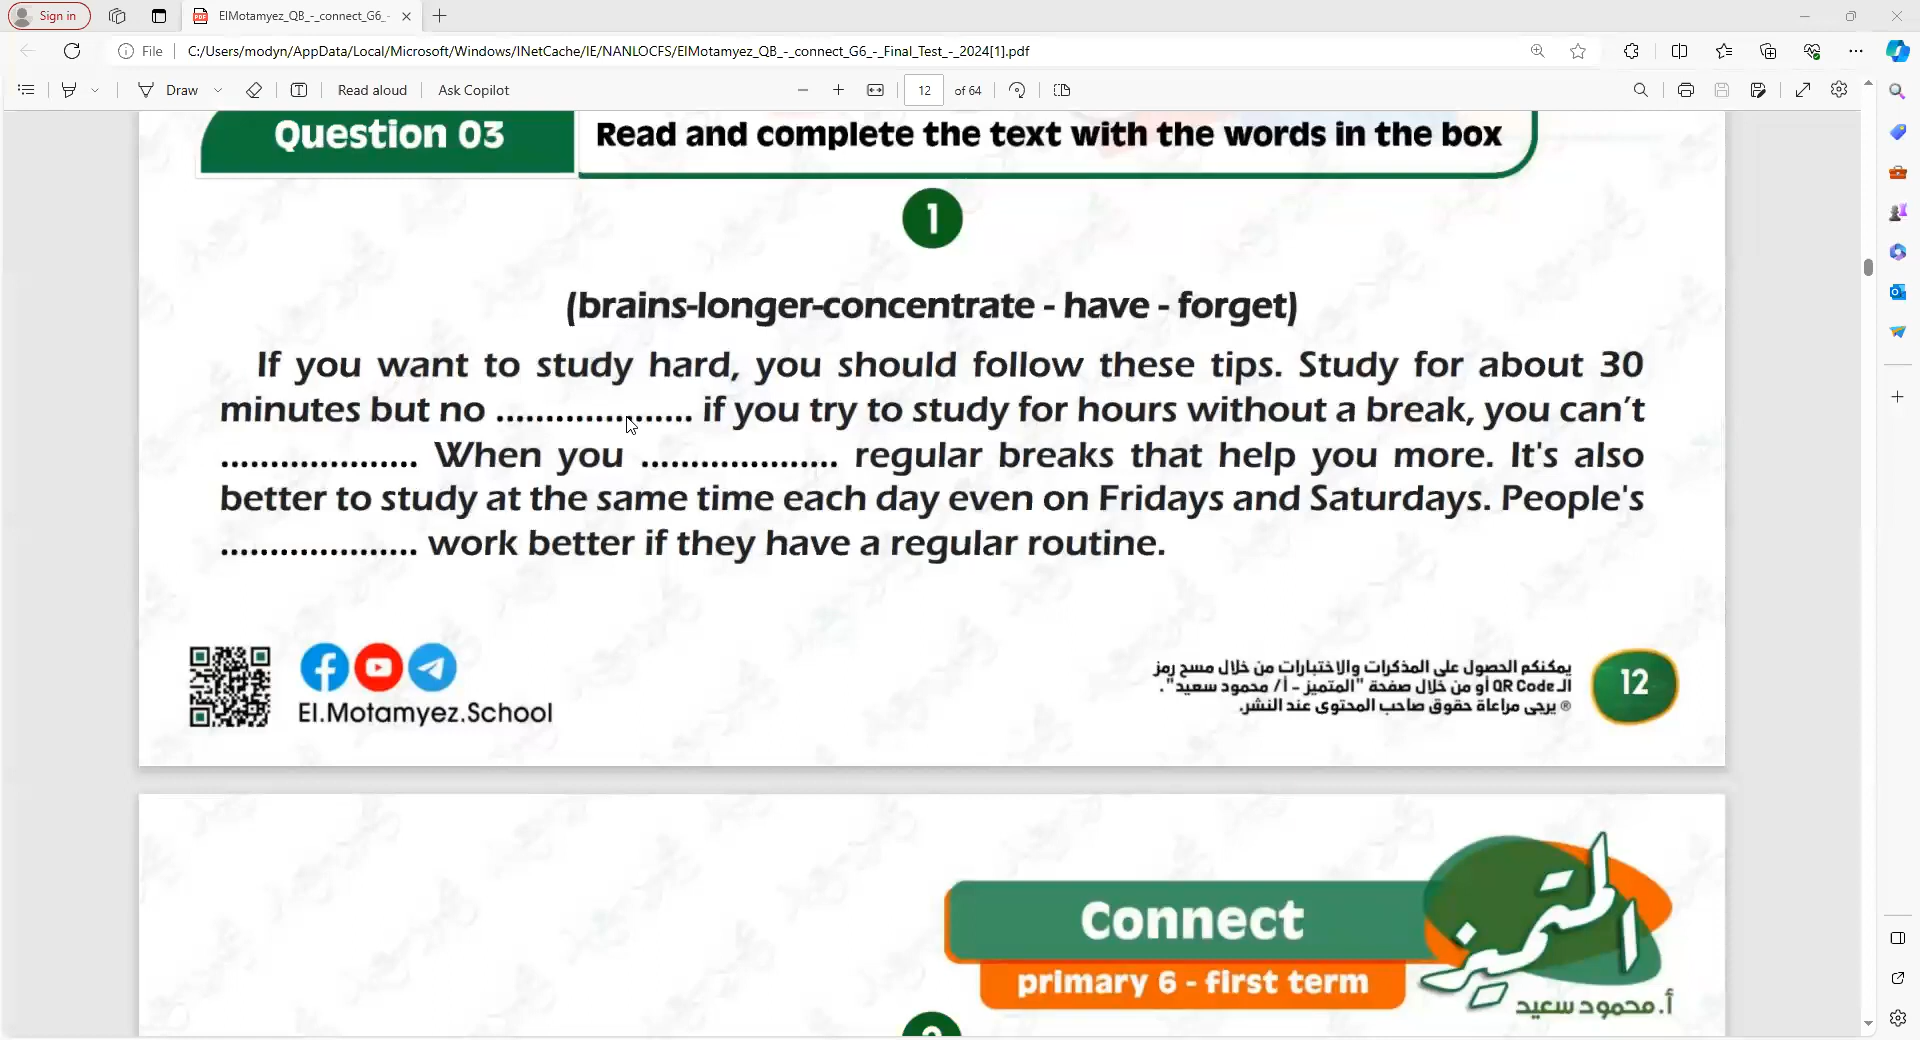 Sign in
ElMotamyez_QB_-_connect_G6_-
File
C:/Users/modyn/AppData/Local/Microsoft/Windows/INetCache/IE/NANLOCFS/ElMotamyez_QB_-_connect_G6_-_Final_Test_-_2024[1].pdf
Draw
Read aloud
Ask Copilot
12
of 64
Question 03
Read and complete the text with the words in the box
1
(brains-longer-concentrate - have - forget)
If you want to study hard, you should follow these tips. Study for about 30
minutes but no .................... if you try to study for hours without a break, you can't
.................... When you .................... regular breaks that help you more. It's also
better to study at the same time each day even on Fridays and Saturdays. People's
.................... work better if they have a regular routine.
El.Motamyez.School
يمكنكم الحصول على المذكرات والاختبارات من خلال مسح رمز
الـ QR Code أو من خلال صفحة "المتميز - أ/ محمود سعيد".
® يرجى مراعاة حقوق صاحب المحتوى عند النشر.
12
Connect
primary 6 - first term
المتميز
أ. محمود سعيد
2